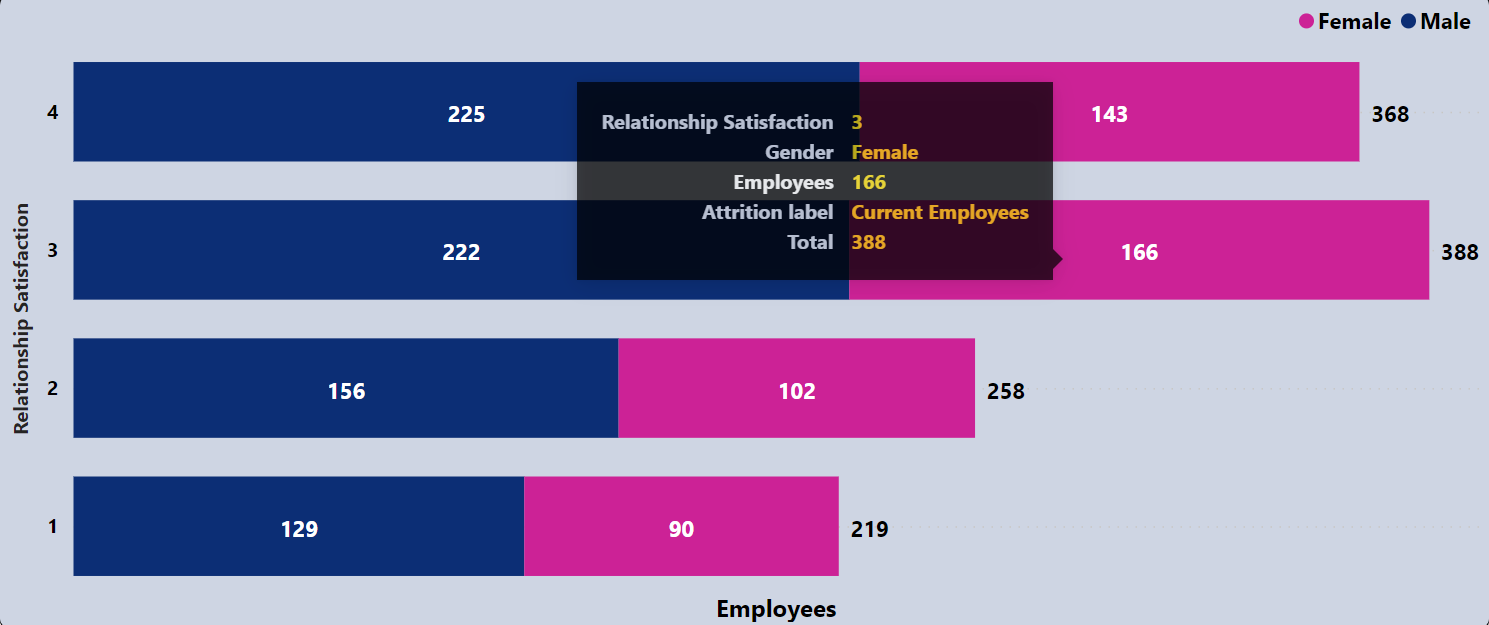 Female Male
4
225
143
368
Relationship Satisfaction 3
Gender Female
Employees 166
Attrition label Current Employees
Total 388
Relationship Satisfaction
3
222
166
388
2
156
102
258
1
129
90
219
Employees